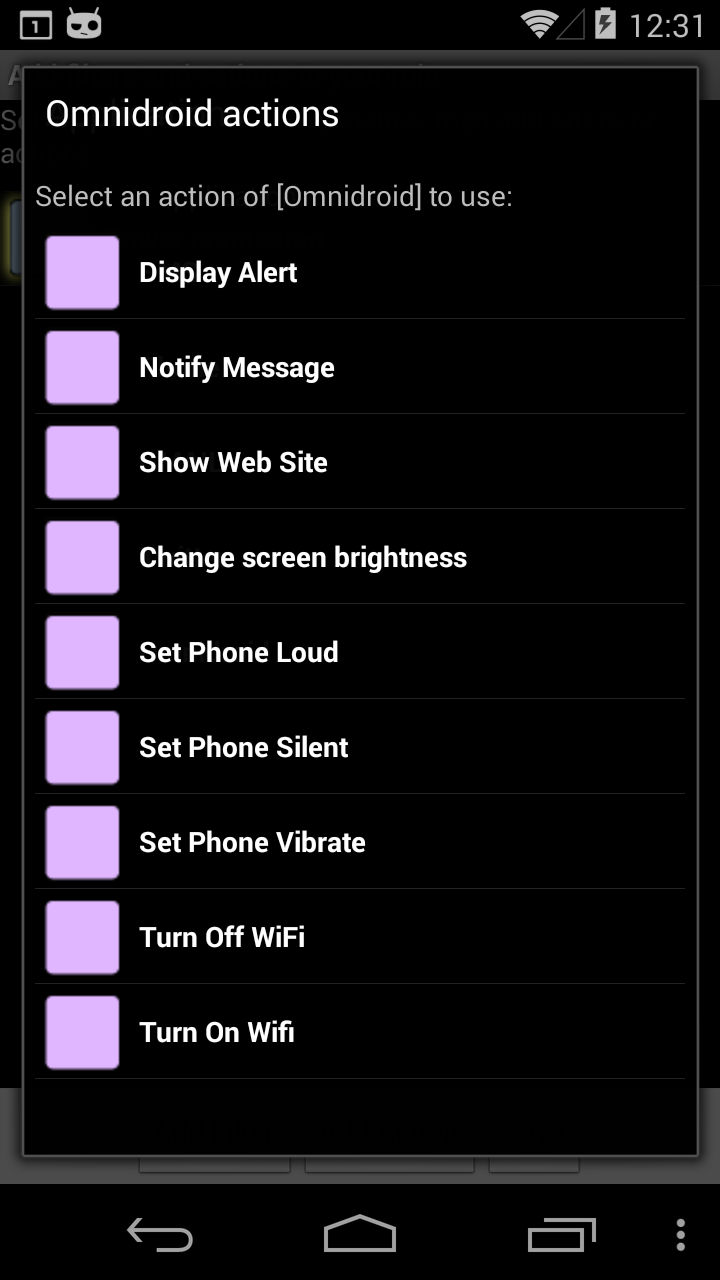 1 12:31
Omnidroid actions
Select an action of [Omnidroid] to use:
Display Alert
Notify Message
Show Web Site
Change screen brightness
Set Phone Loud
Set Phone Silent
Set Phone Vibrate
Turn Off WiFi
Turn On Wifi